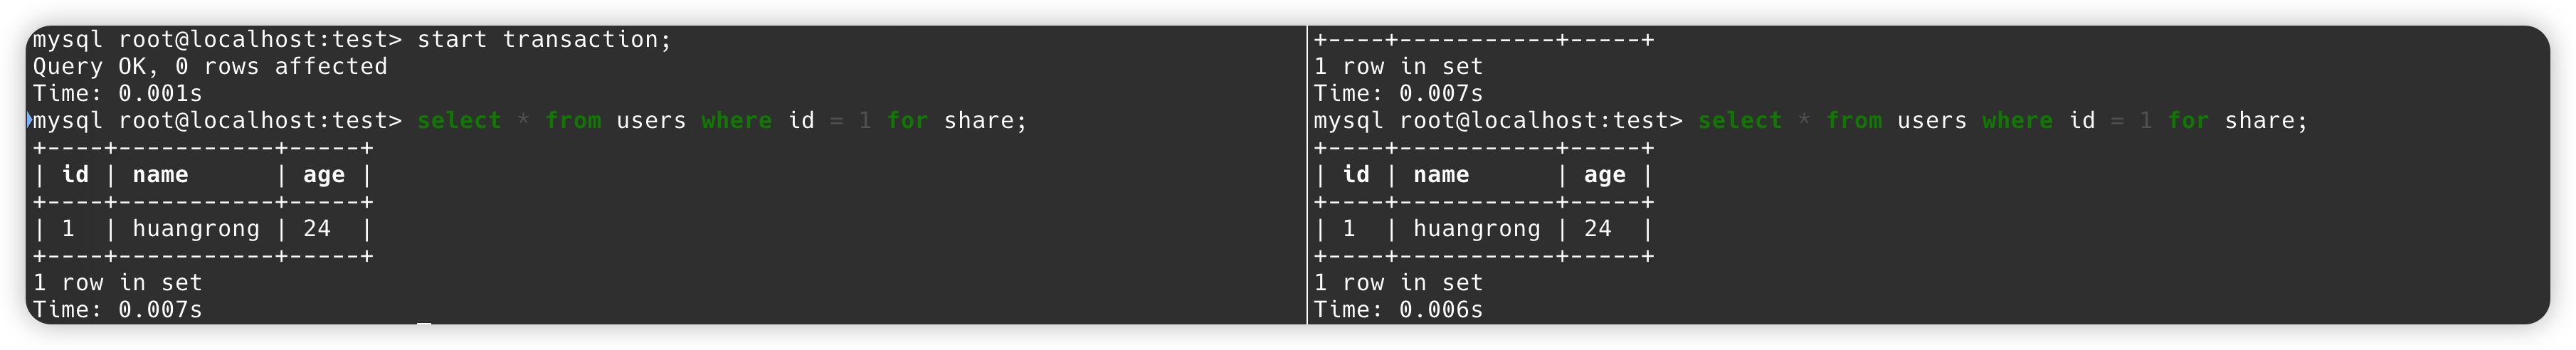 mysql root@localhost:test> start transaction;
Query OK, 0 rows affected
Time: 0.001s
mysql root@localhost:test> select * from users where id = 1 for share;
+----+-----------+-----+
| id | name      | age |
+----+-----------+-----+
| 1  | huangrong | 24  |
+----+-----------+-----+
1 row in set
Time: 0.007s
+----+-----------+-----+
1 row in set
Time: 0.007s
mysql root@localhost:test> select * from users where id = 1 for share;
+----+-----------+-----+
| id | name      | age |
+----+-----------+-----+
| 1  | huangrong | 24  |
+----+-----------+-----+
1 row in set
Time: 0.006s